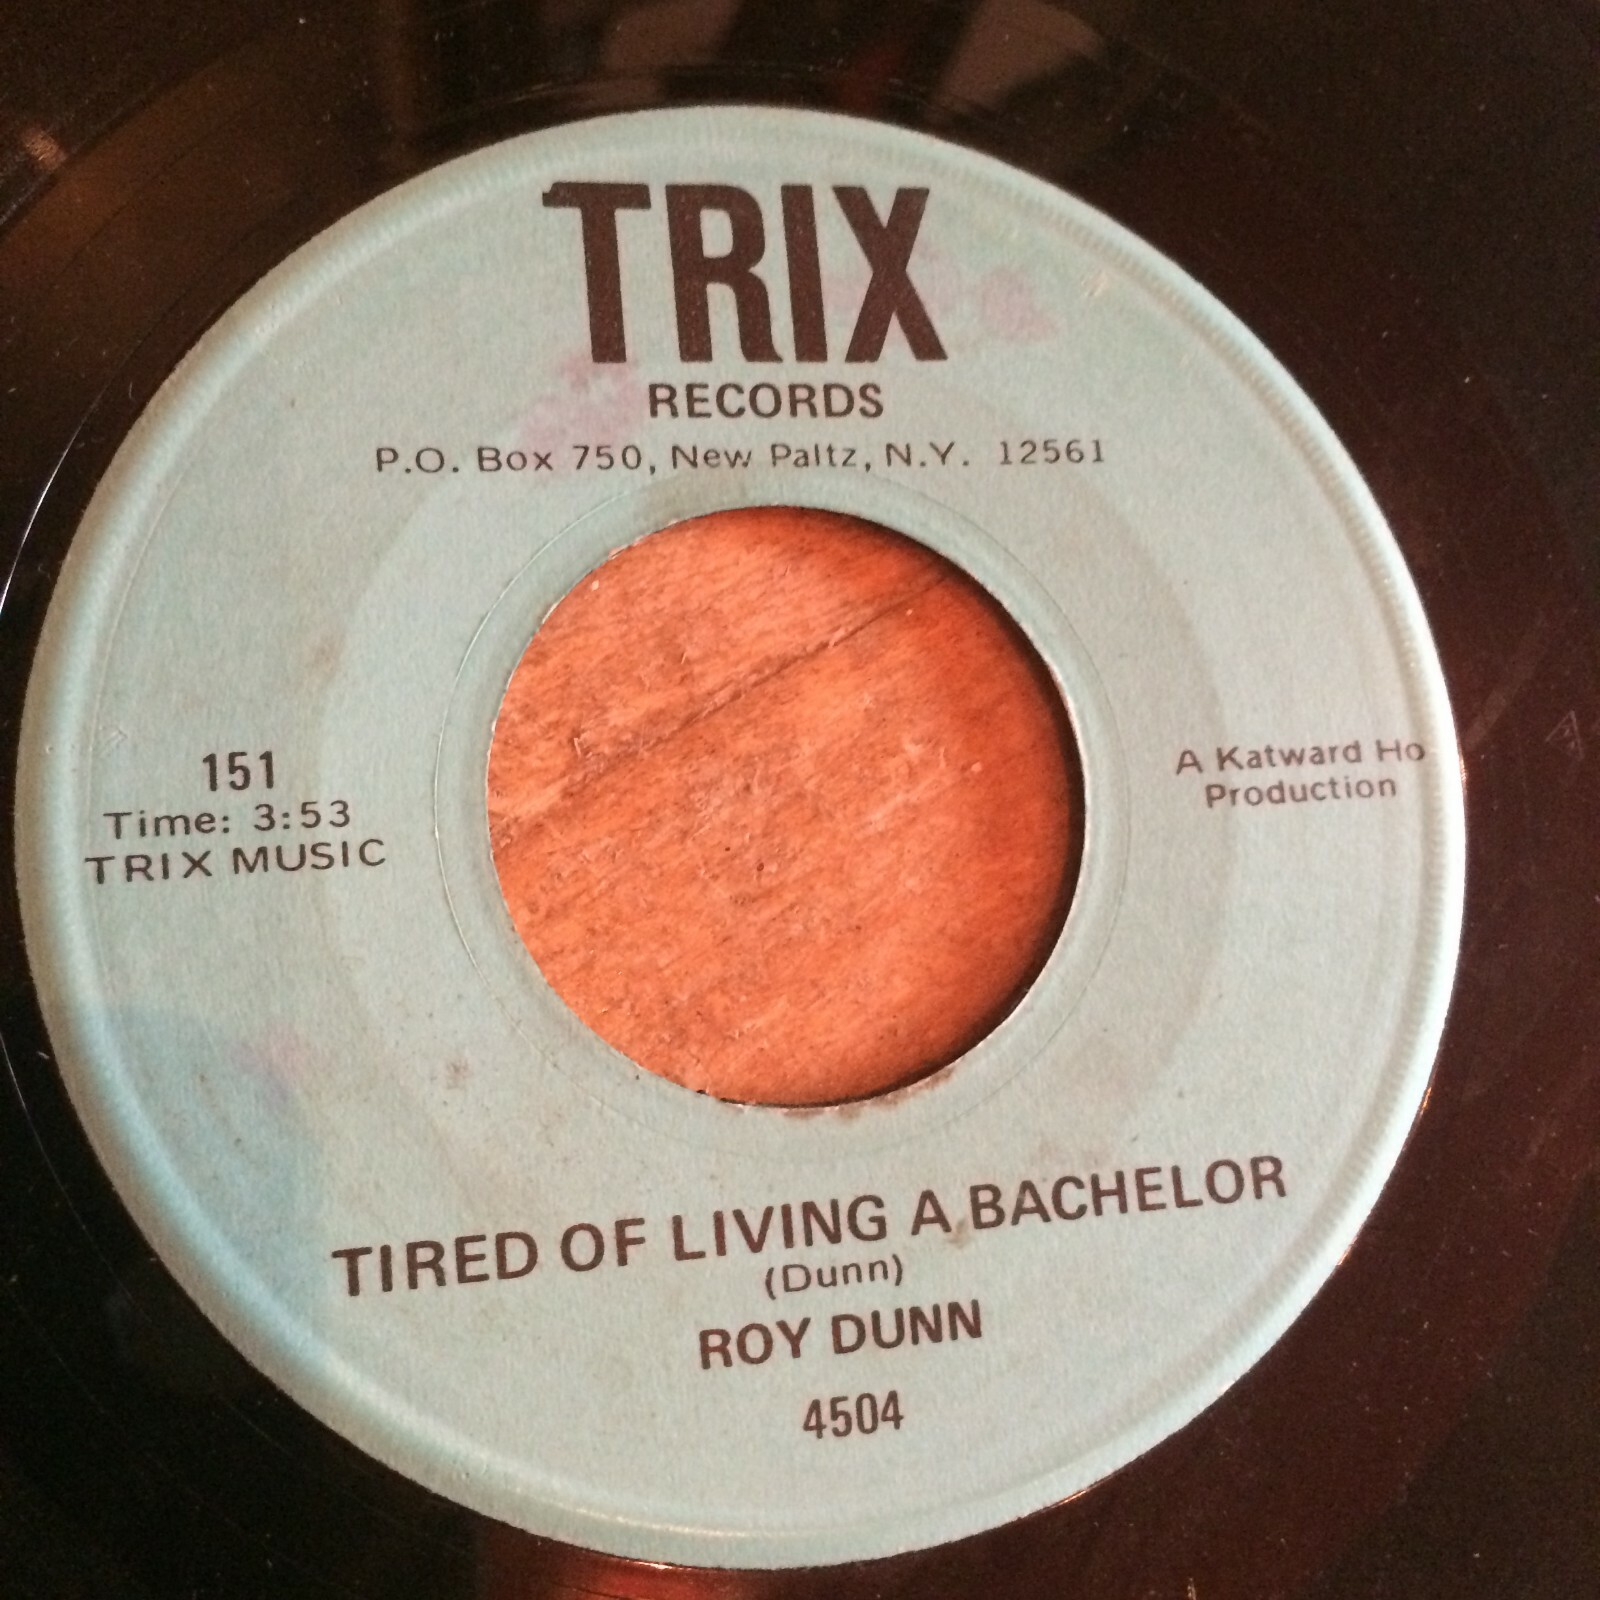 TRIX
RECORDS
P.O. Box 750, New Paltz, N.Y. 12561
151
Time: 3:53
TRIX MUSIC
A Katward Ho
Production
TIRED OF LIVING A BACHELOR
(Dunn)
ROY DUNN
4504